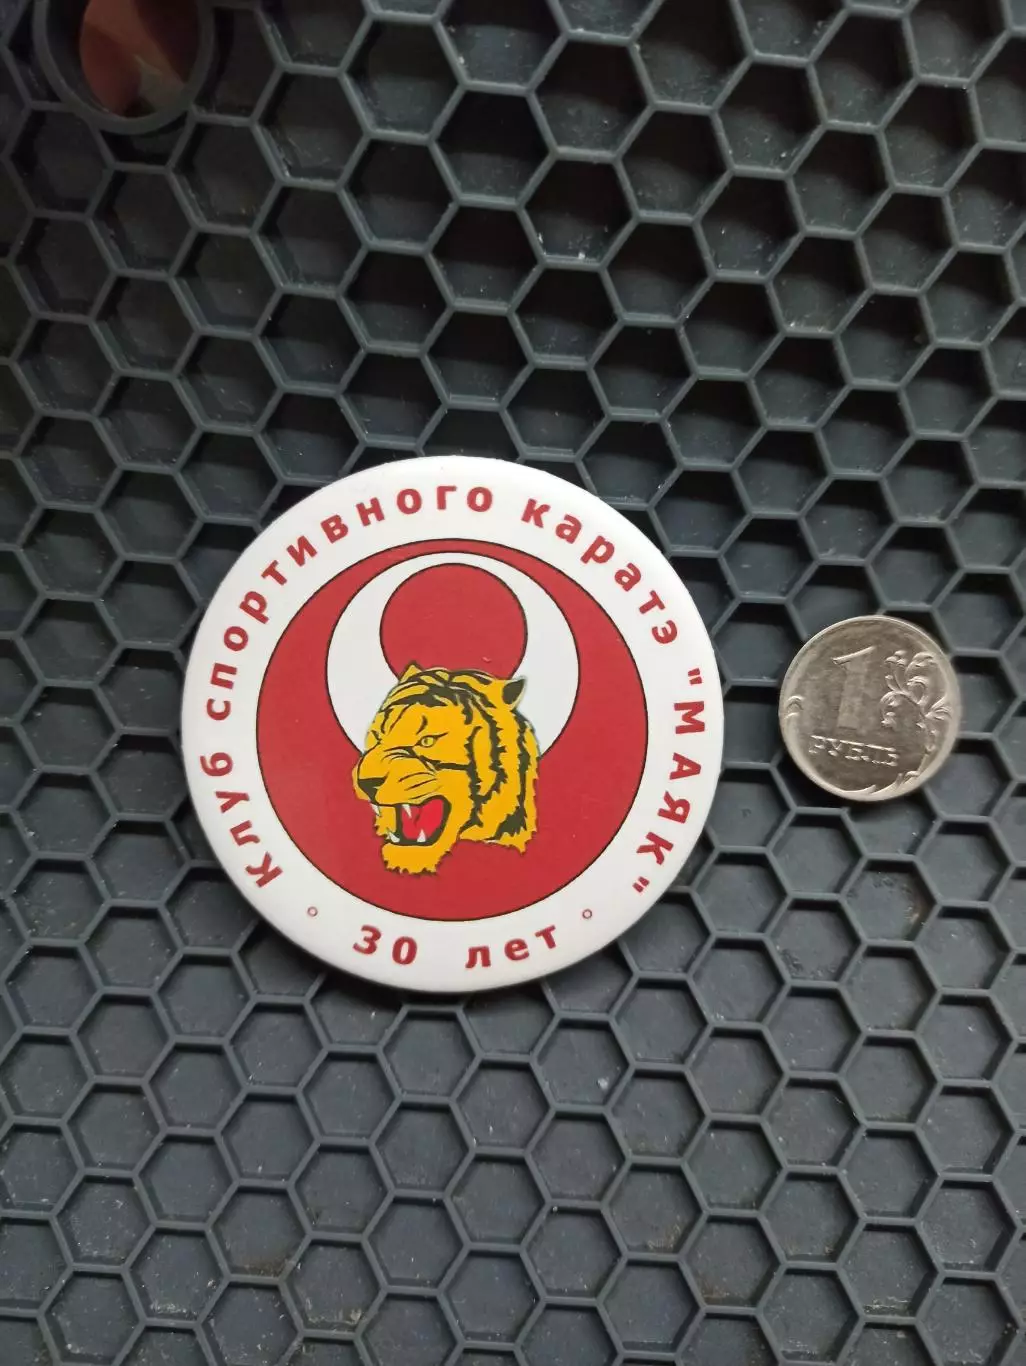 Клуб спортивного каратэ "МАЯК"
30 лет
1
РУБЛЬ